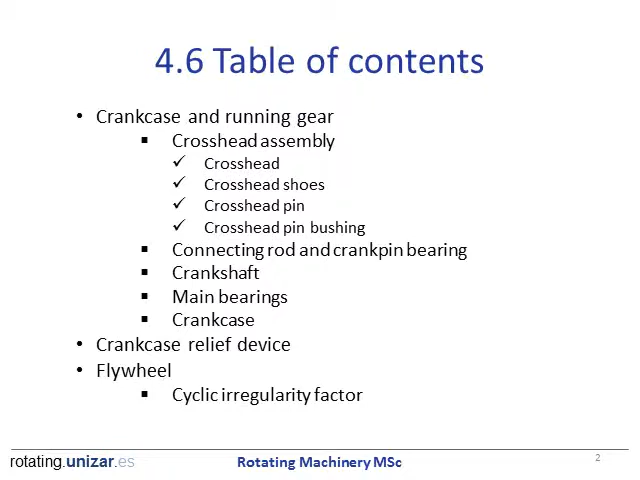 4.6 Table of contents
• Crankcase and running gear
▪ Crosshead assembly
✓ Crosshead
✓ Crosshead shoes
✓ Crosshead pin
✓ Crosshead pin bushing
▪ Connecting rod and crankpin bearing
▪ Crankshaft
▪ Main bearings
▪ Crankcase
• Crankcase relief device
• Flywheel
▪ Cyclic irregularity factor
rotating.unizar.es
Rotating Machinery MSc
2